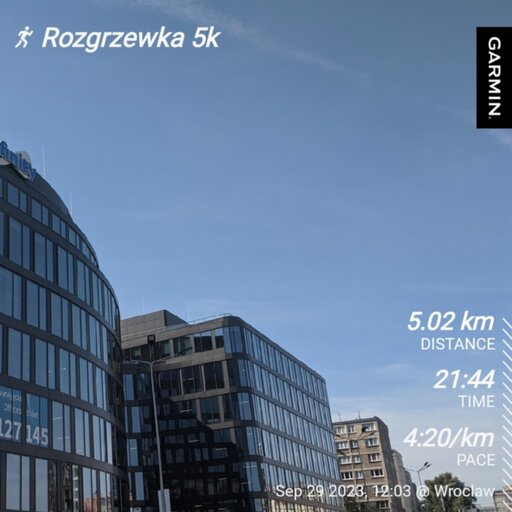 Rozgrzewka 5k
GARMIN.
5.02 km
DISTANCE
21:44
TIME
4:20/km
PACE
127 145
Sep 29 2023, 12:03 @ Wroclaw